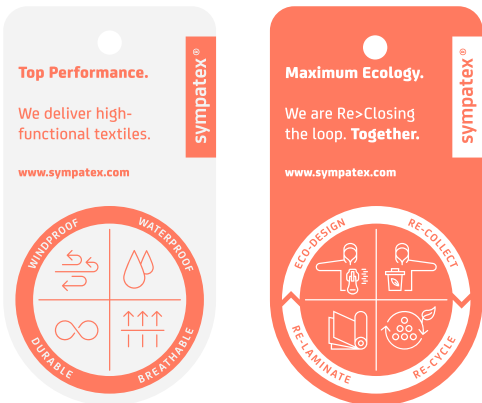 Top Performance.
We deliver high-
functional textiles.
www.sympatex.com
sympatex®
WINDPROOF
WATERPROOF
DURABLE
BREATHABLE
Maximum Ecology.
We are Re>Closing
the loop. Together.
www.sympatex.com
sympatex®
ECO-DESIGN
RE-COLLECT
RE-LAMINATE
RE-CYCLE